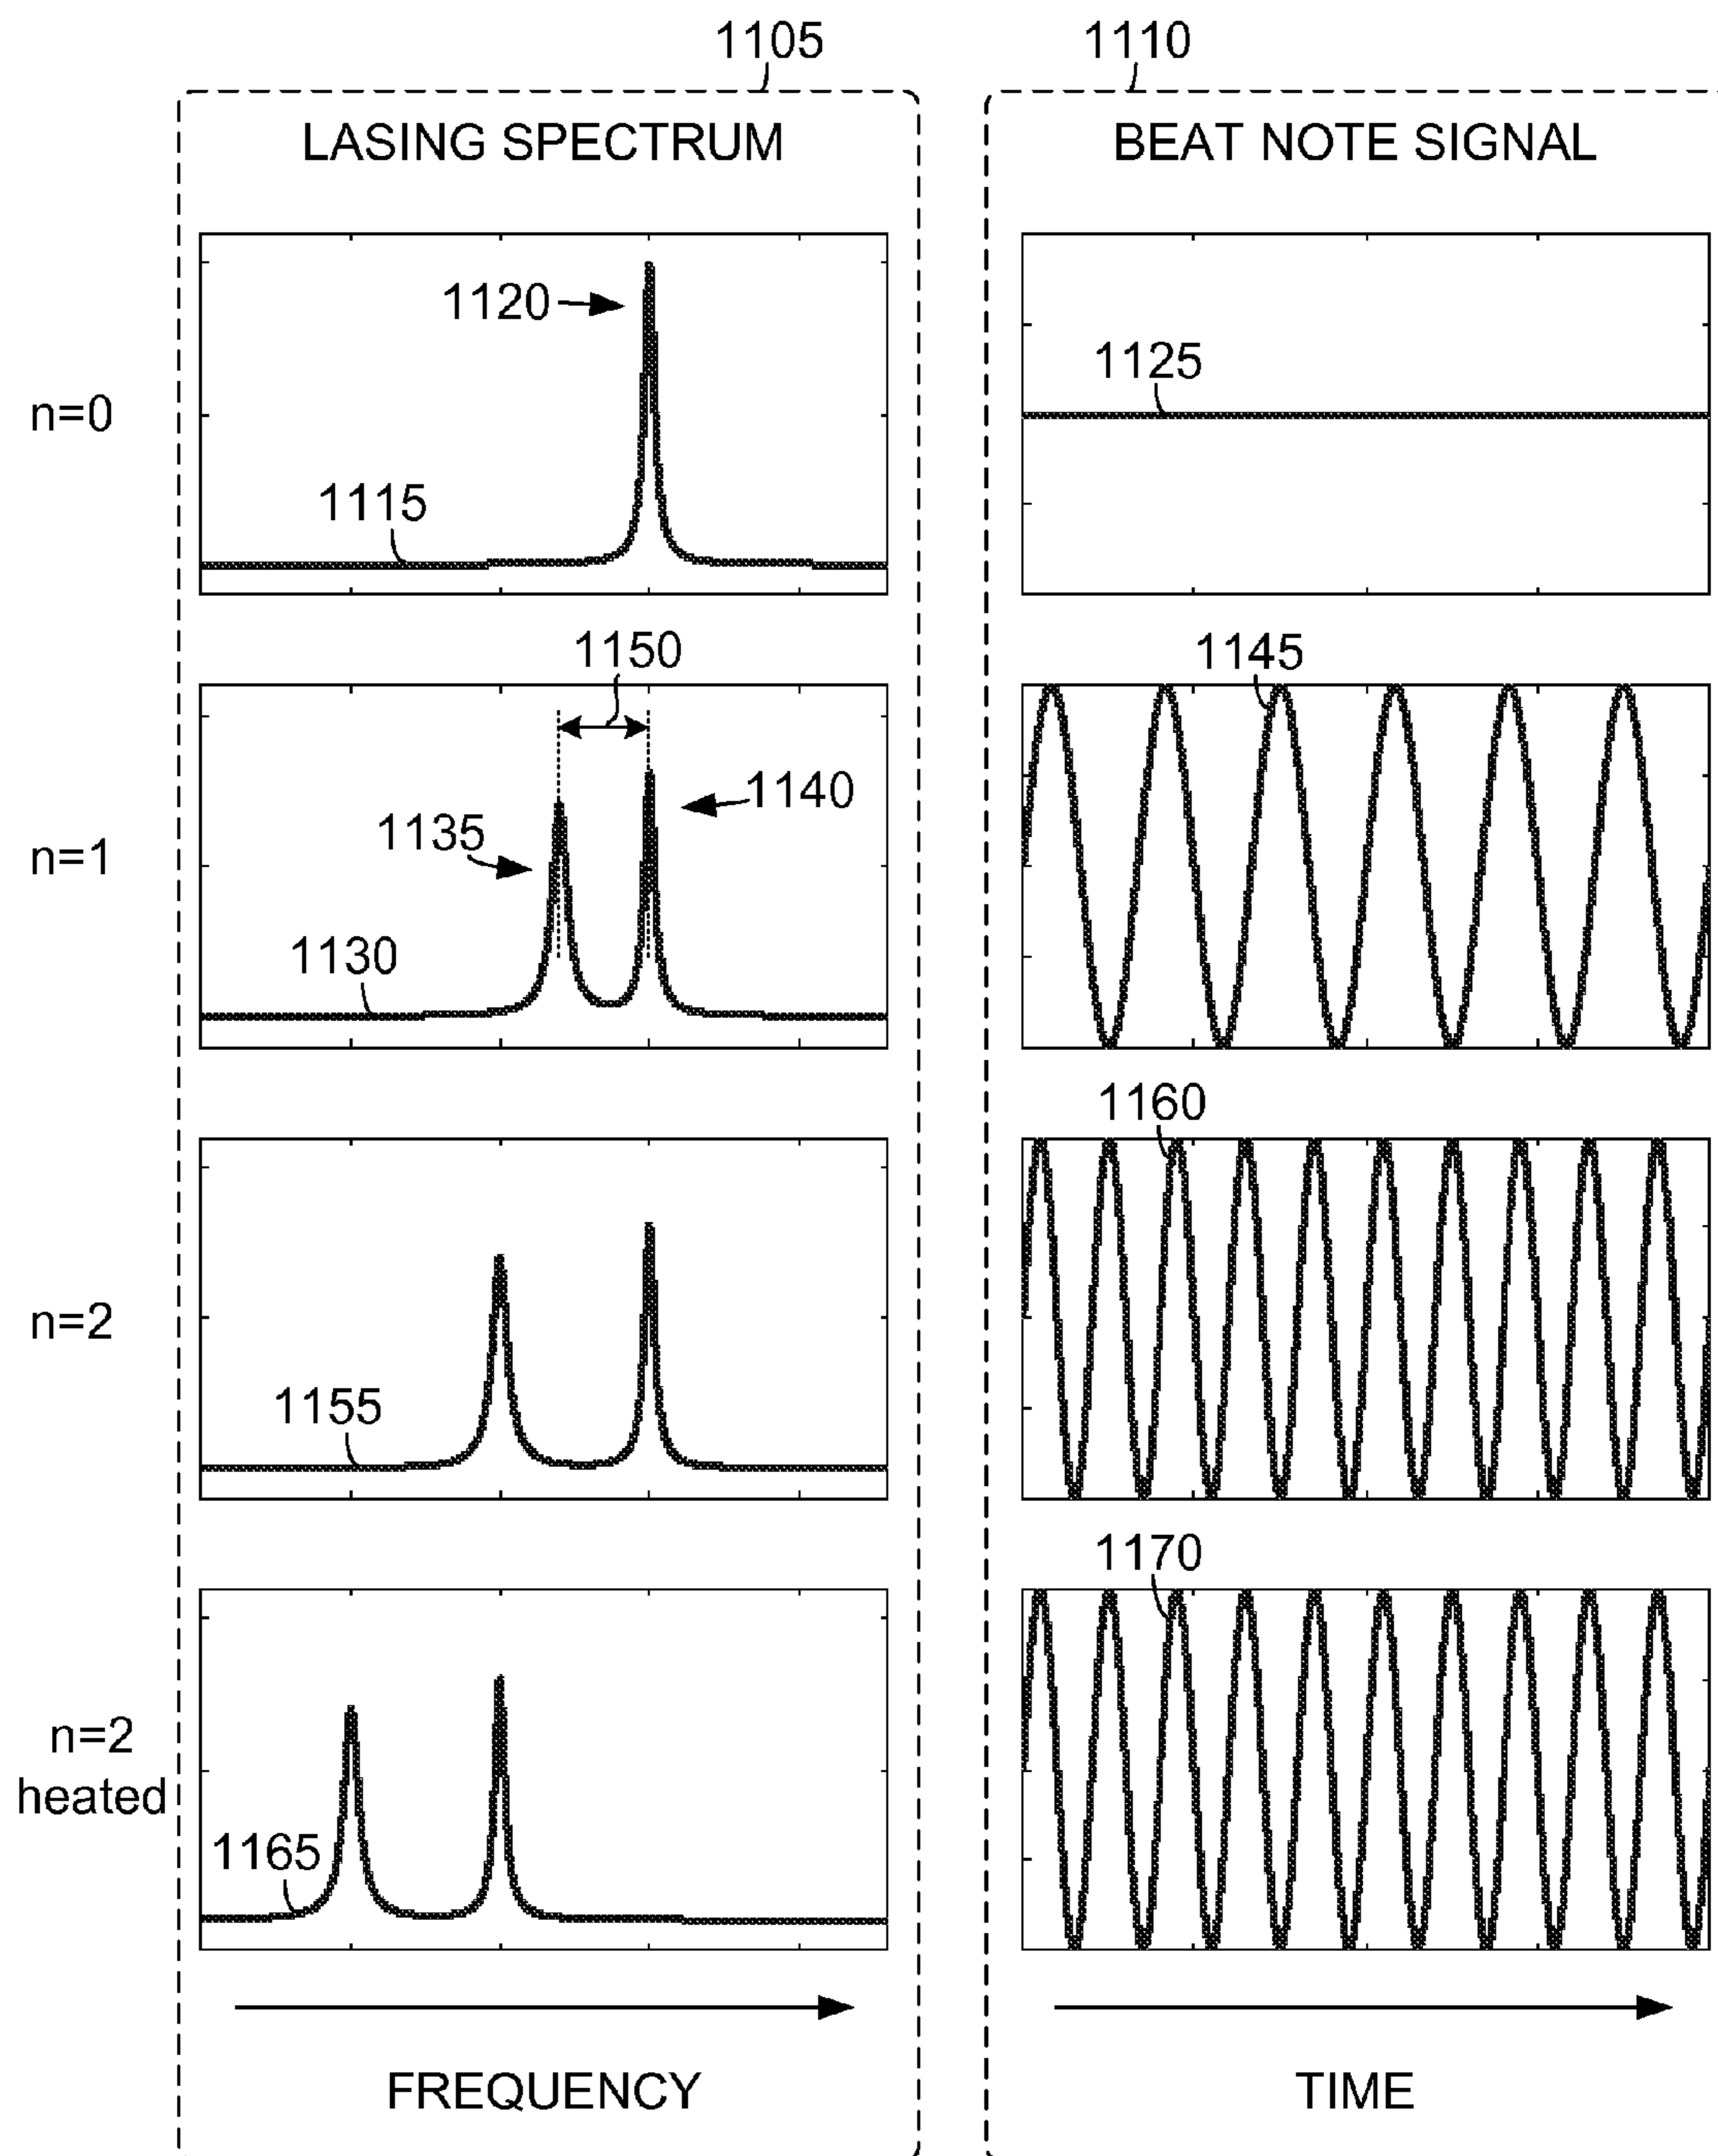 1105
1110
LASING SPECTRUM
BEAT NOTE SIGNAL
n=0
1120
1115
1125
n=1
1150
1140
1135
1130
1145
n=2
1155
1160
n=2
heated
1165
1170
FREQUENCY
TIME